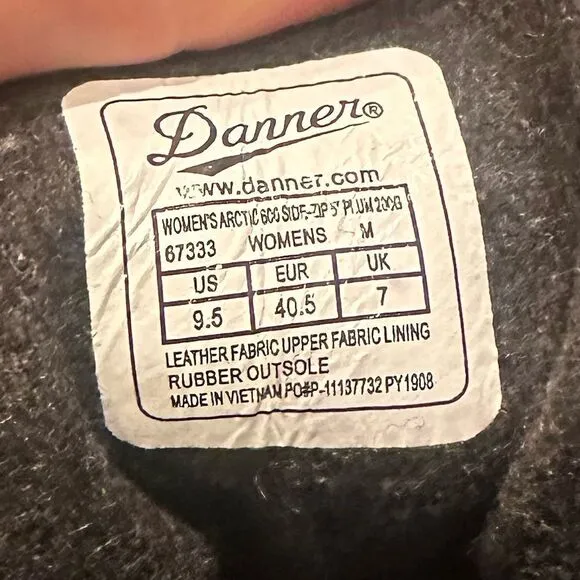 Danner®
www.danner.com
WOMEN'S ARCTIC 600 SIDE-ZIP 5" PLUM 200G
67333 WOMENS M
US EUR UK
9.5 40.5 7
LEATHER FABRIC UPPER FABRIC LINING
RUBBER OUTSOLE
MADE IN VIETNAM PO#P-11137732 PY1908